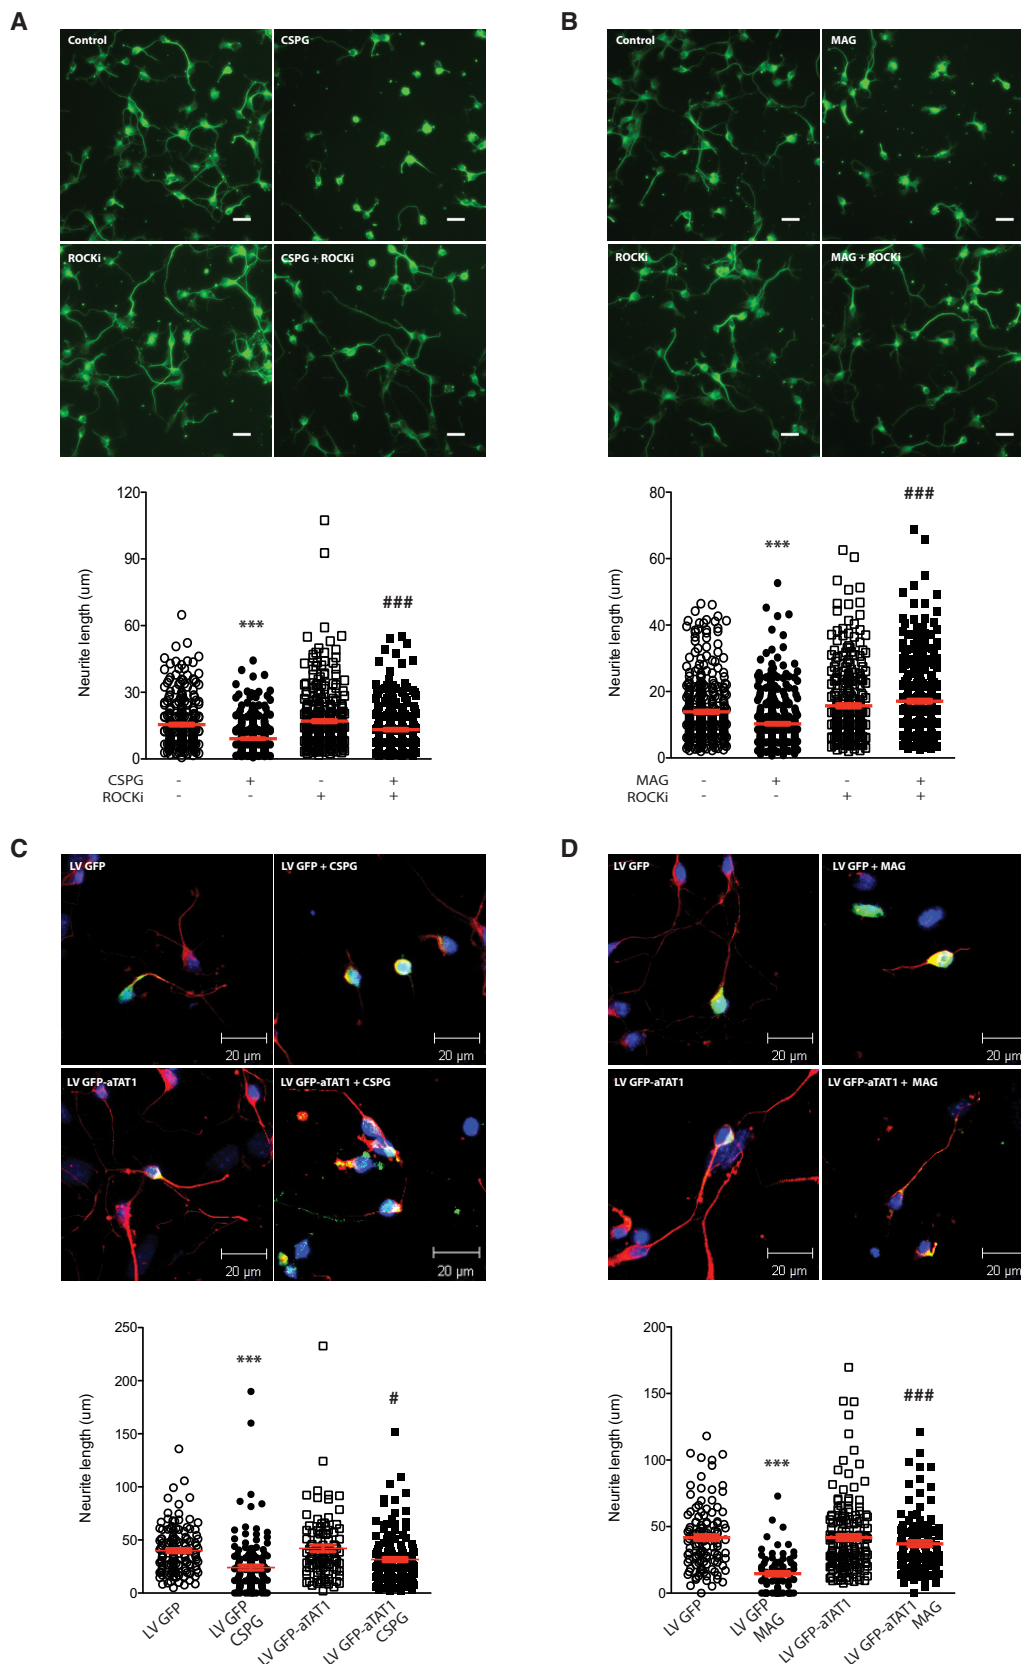 A
B
Control
CSPG
Control
MAG
ROCKi
CSPG + ROCKi
ROCKi
MAG + ROCKi
120
90
60
30
0
Neurite length (um)
***
###
CSPG - + - +
ROCKi - - + +
80
60
40
20
0
Neurite length (um)
***
###
MAG - + - +
ROCKi - - + +
C
D
LV GFP
LV GFP + CSPG
LV GFP
LV GFP + MAG
20 µm
20 µm
20 µm
20 µm
LV GFP-aTAT1
LV GFP-aTAT1 + CSPG
LV GFP-aTAT1
LV GFP-aTAT1 + MAG
20 µm
20 µm
20 µm
20 µm
250
200
150
100
50
0
Neurite length (um)
***
#
LV GFP
LV GFP
CSPG
LV GFP-aTAT1
LV GFP-aTAT1
CSPG
200
150
100
50
0
Neurite length (um)
***
###
LV GFP
LV GFP
MAG
LV GFP-aTAT1
LV GFP-aTAT1
MAG